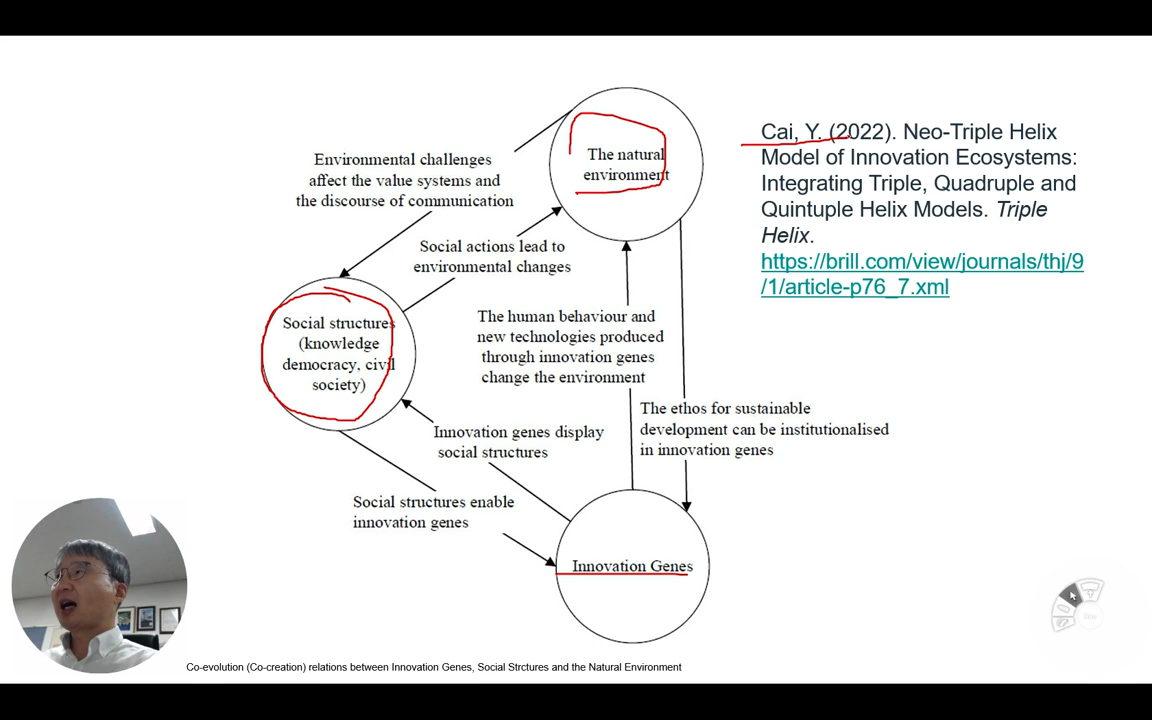 The natural
environment
Environmental challenges
affect the value systems and
the discourse of communication
Social actions lead to
environmental changes
Social structures
(knowledge
democracy, civil
society)
The human behaviour and
new technologies produced
through innovation genes
change the environment
The ethos for sustainable
development can be institutionalised
in innovation genes
Innovation genes display
social structures
Social structures enable
innovation genes
Innovation Genes
Co-evolution (Co-creation) relations between Innovation Genes, Social Strctures and the Natural Environment
Cai, Y. (2022). Neo-Triple Helix
Model of Innovation Ecosystems:
Integrating Triple, Quadruple and
Quintuple Helix Models. Triple
Helix.
https://brill.com/view/journals/thj/9
/1/article-p76_7.xml